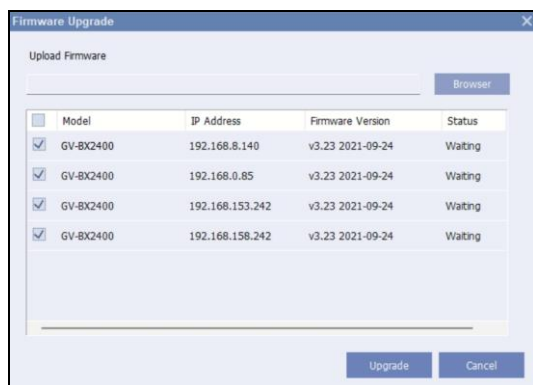 Firmware Upgrade
Upload Firmware
Browser
Model IP Address Firmware Version Status
GV-BX2400 192.168.8.140 v3.23 2021-09-24 Waiting
GV-BX2400 192.168.0.85 v3.23 2021-09-24 Waiting
GV-BX2400 192.168.153.242 v3.23 2021-09-24 Waiting
GV-BX2400 192.168.158.242 v3.23 2021-09-24 Waiting
Upgrade Cancel